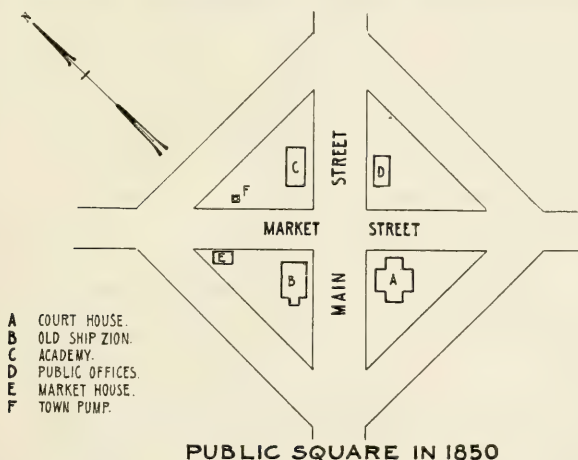 N
C
STREET
D
F
MARKET STREET
E
B
MAIN
A
A COURT HOUSE.
B OLD SHIP ZION.
C ACADEMY.
D PUBLIC OFFICES.
E MARKET HOUSE.
F TOWN PUMP.
PUBLIC SQUARE IN 1850